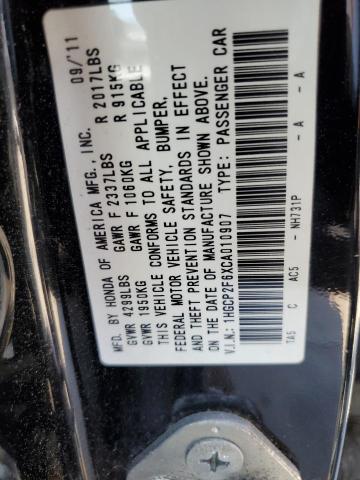 MFD. BY HONDA OF AMERICA MFG., INC. 09/11
GVWR 4299LBS GAWR F 2337LBS R 2017LBS
GVWR 1950KG GAWR F 1060KG R 915KG
THIS VEHICLE CONFORMS TO ALL APPLICABLE
FEDERAL MOTOR VEHICLE SAFETY, BUMPER,
AND THEFT PREVENTION STANDARDS IN EFFECT
ON THE DATE OF MANUFACTURE SHOWN ABOVE.
V.I.N.: 1HGCP2F6XCA010907 TYPE: PASSENGER CAR
TA5 C AC5 - NH731P - A - A